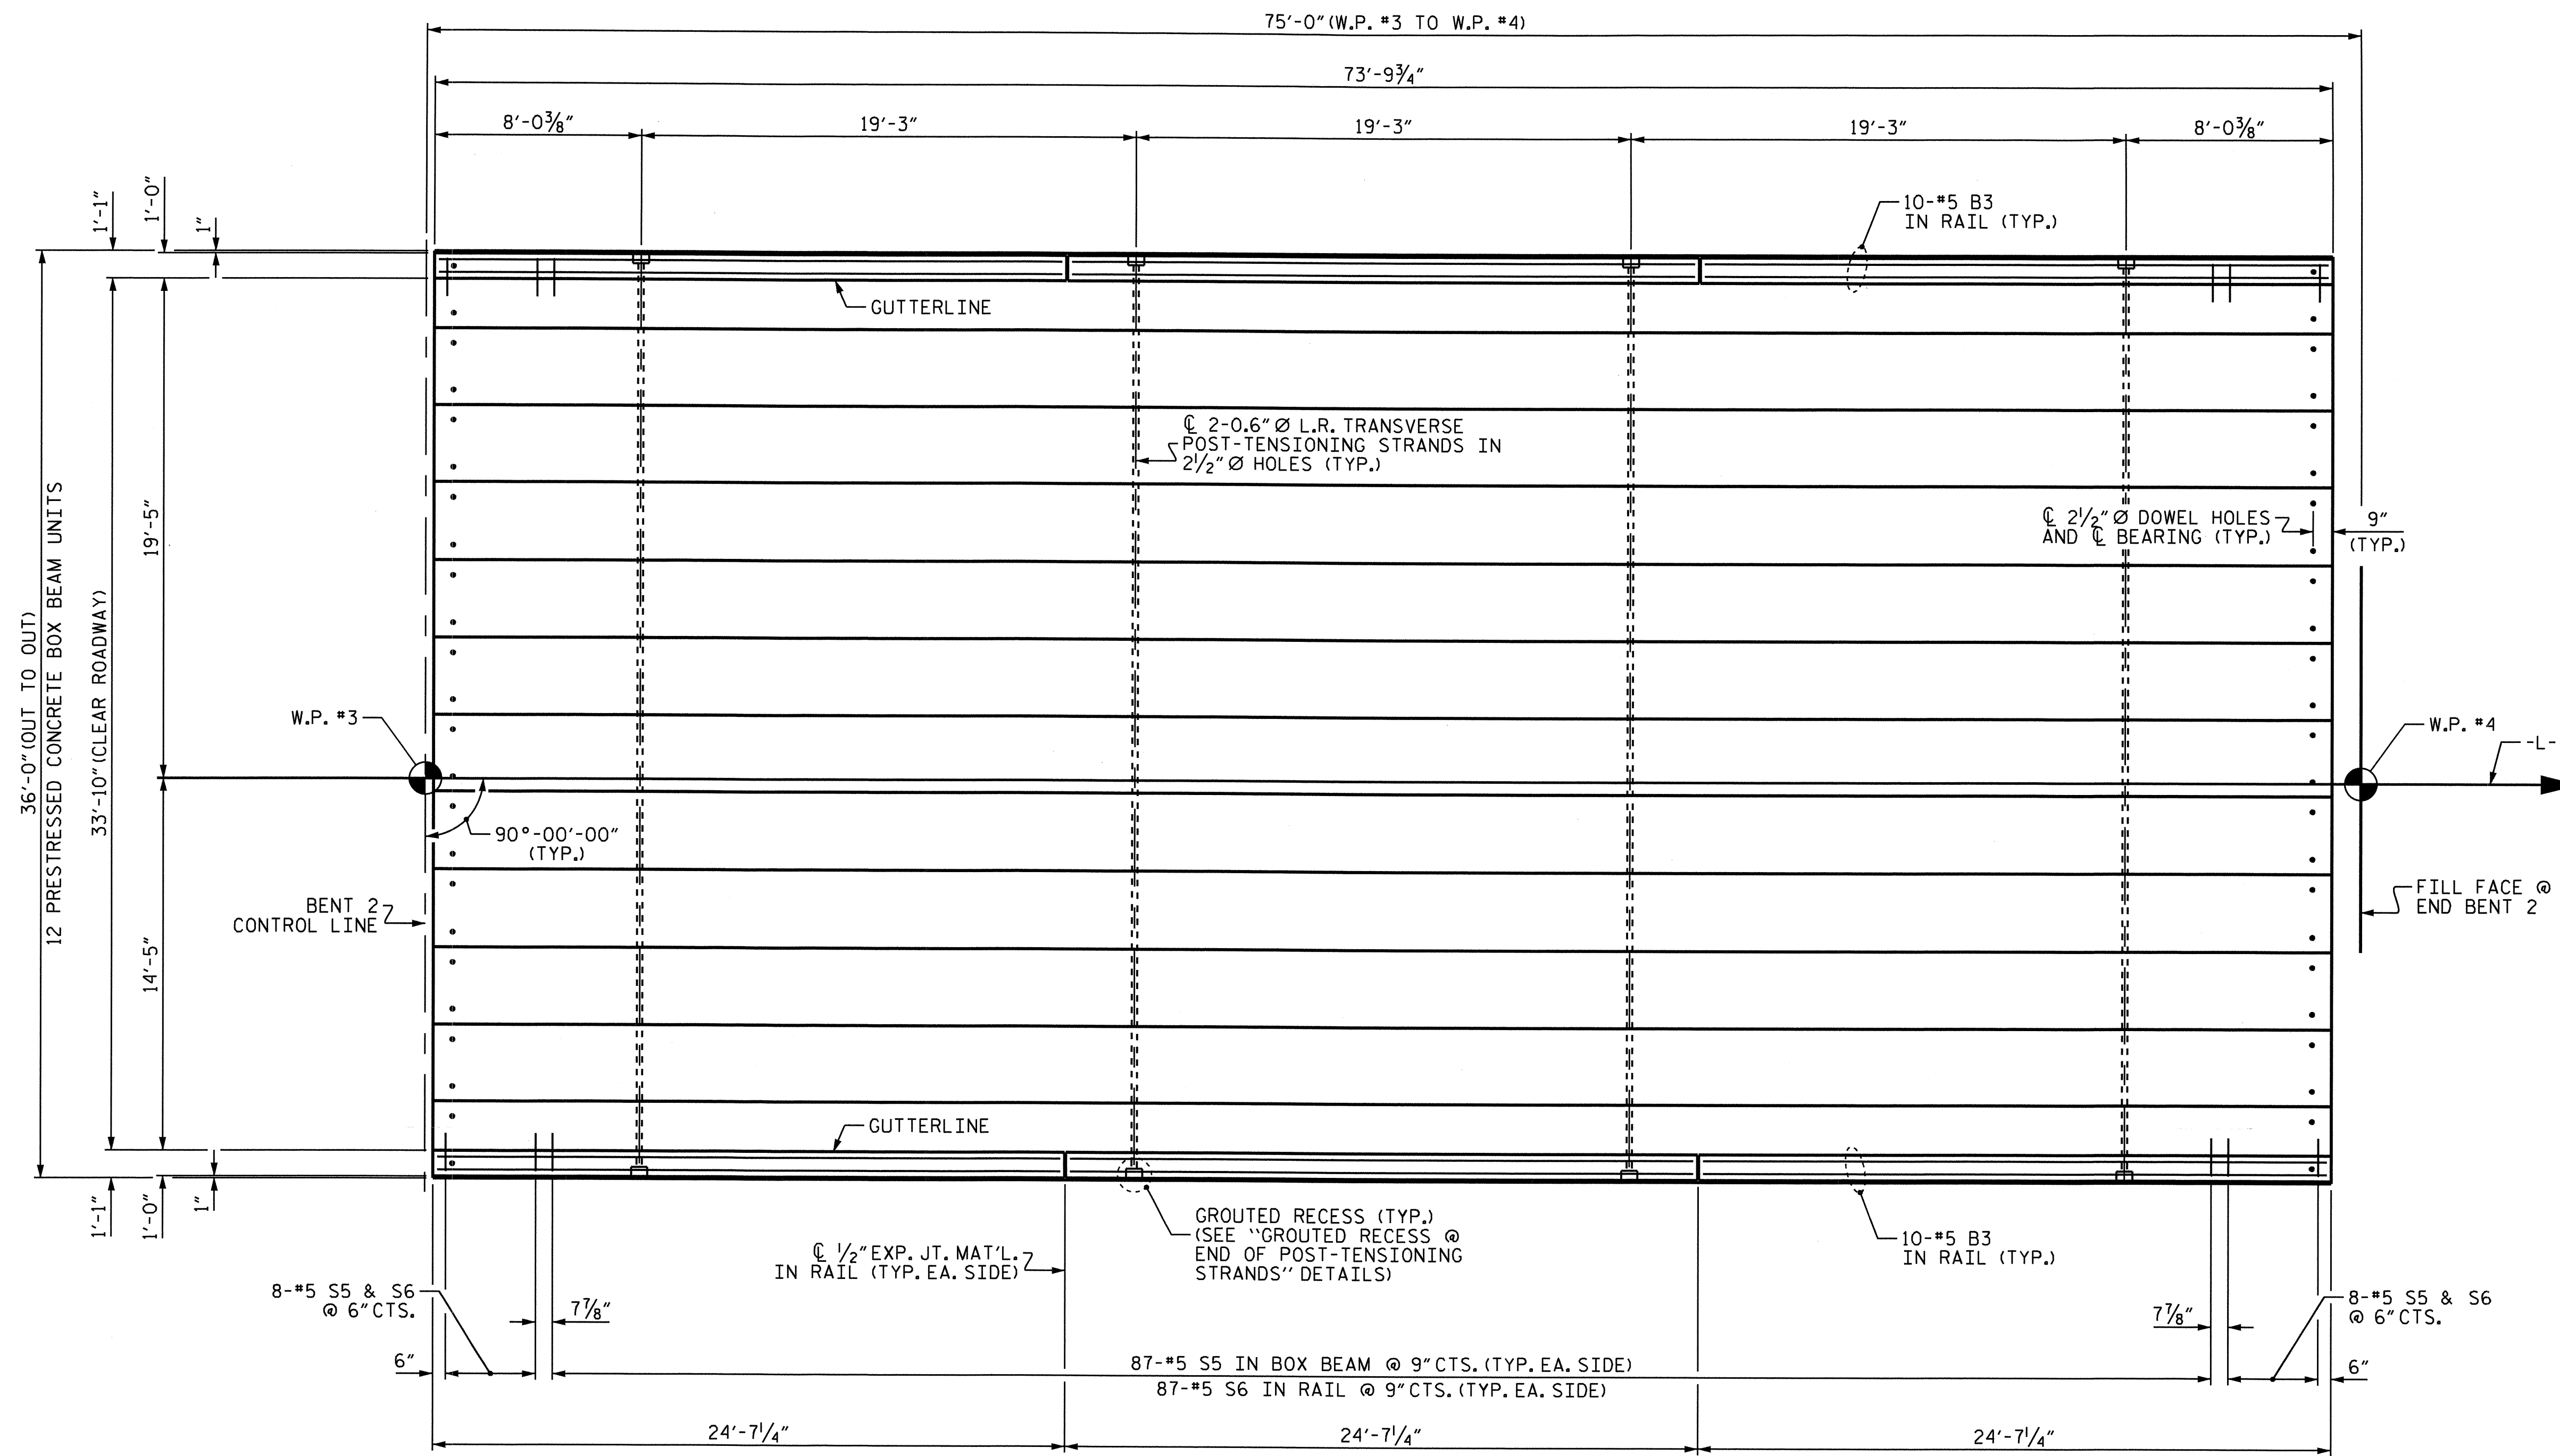 75'-0" (W.P. #3 TO W.P. #4)
73'-9¾"
8'-0⅜"
19'-3"
19'-3"
19'-3"
8'-0⅜"
1'-1"
1'-0"
1"
10-#5 B3
IN RAIL (TYP.)
GUTTERLINE
℄ 2-0.6" Ø L.R. TRANSVERSE
POST-TENSIONING STRANDS IN
2½" Ø HOLES (TYP.)
℄ 2½" Ø DOWEL HOLES
AND ℄ BEARING (TYP.)
9"
(TYP.)
36'-0" (OUT TO OUT)
12 PRESTRESSED CONCRETE BOX BEAM UNITS
33'-10" (CLEAR ROADWAY)
19'-5"
14'-5"
W.P. #3
W.P. #4
-L-
90°-00'-00"
(TYP.)
BENT 2
CONTROL LINE
FILL FACE @
END BENT 2
GUTTERLINE
1'-1"
1'-0"
1"
GROUTED RECESS (TYP.)
(SEE "GROUTED RECESS @
END OF POST-TENSIONING
STRANDS" DETAILS)
℄ ½" EXP. JT. MAT'L.
IN RAIL (TYP. EA. SIDE)
10-#5 B3
IN RAIL (TYP.)
8-#5 S5 & S6
@ 6" CTS.
7⅞"
7⅞"
8-#5 S5 & S6
@ 6" CTS.
6"
87-#5 S5 IN BOX BEAM @ 9" CTS. (TYP. EA. SIDE)
87-#5 S6 IN RAIL @ 9" CTS. (TYP. EA. SIDE)
6"
24'-7¼"
24'-7¼"
24'-7¼"